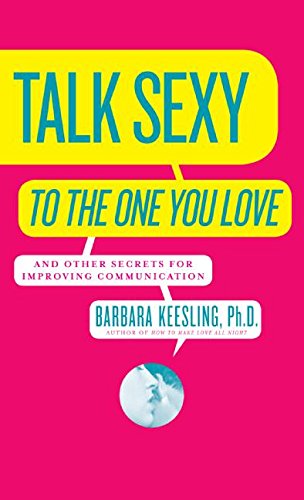 TALK SEXY
TO THE ONE YOU LOVE
AND OTHER SECRETS FOR
IMPROVING COMMUNICATION
BARBARA KEESLING, Ph.D.
AUTHOR OF HOW TO MAKE LOVE ALL NIGHT